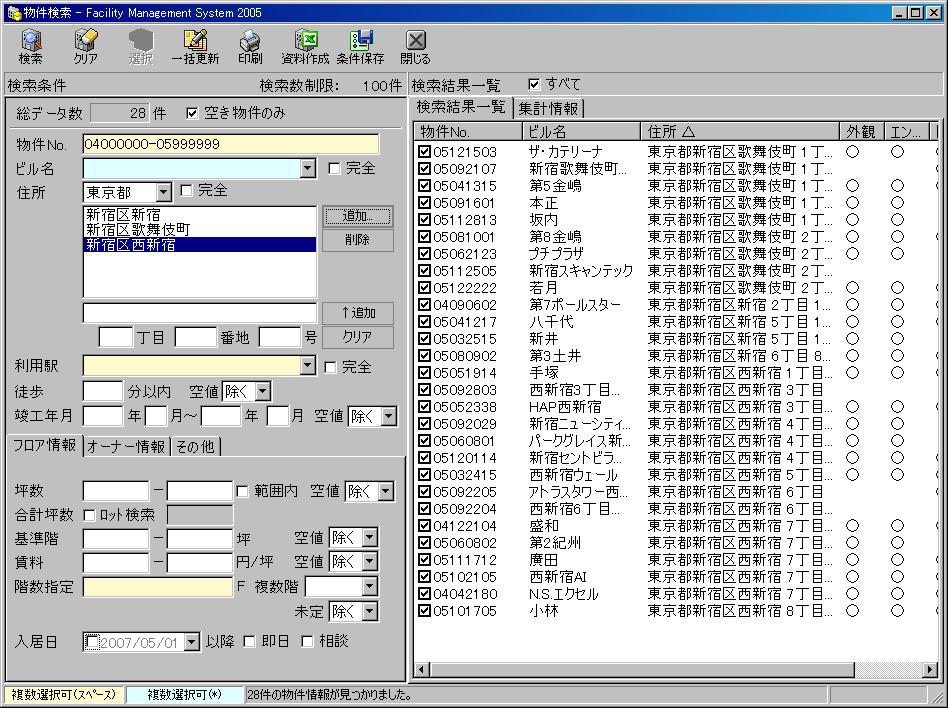 物件検索 - Facility Management System 2005
検索 クリア 選択 一括更新 印刷 資料作成 条件保存 閉じる
検索条件 検索数制限: 100件
総データ数 28 件 空き物件のみ
物件No. 04000000-05999999
ビル名 完全
住所 東京都 完全
新宿区新宿
新宿区歌舞伎町
新宿区西新宿
追加...
削除
↑追加
丁目 番地 号 クリア
利用駅 完全
徒歩 分以内 空値 除く
竣工年月 年 月～ 年 月 空値 除く
フロア情報 オーナー情報 その他
坪数 - 範囲内 空値 除く
合計坪数 ロット検索
基準階 - 坪 空値 除く
賃料 - 円/坪 空値 除く
階数指定 F 複数階
未定 除く
入居日 2007/05/01 以降 即日 相談
検索結果一覧 すべて
検索結果一覧 集計情報
物件No. ビル名 住所 △ 外観 エン...
05121503 ザ・カテリーナ 東京都新宿区歌舞伎町１丁... ○ ○
05092107 新宿歌舞伎町... 東京都新宿区歌舞伎町１丁...
05041315 第5金嶋 東京都新宿区歌舞伎町１丁... ○ ○
05091601 本正 東京都新宿区歌舞伎町１丁... ○ ○
05112813 坂内 東京都新宿区歌舞伎町１丁... ○ ○
05081001 第8金嶋 東京都新宿区歌舞伎町２丁... ○ ○
05062123 プチプラザ 東京都新宿区歌舞伎町２丁... ○ ○
05112505 新宿スキャンテック 東京都新宿区歌舞伎町２丁...
05122222 若月 東京都新宿区歌舞伎町２丁... ○ ○
04090602 第7ポールスター 東京都新宿区新宿２丁目１... ○ ○
05041217 八千代 東京都新宿区新宿５丁目１... ○ ○
05032515 新井 東京都新宿区新宿５丁目１... ○ ○
05080902 第3土井 東京都新宿区新宿６丁目８... ○ ○
05051914 手塚 東京都新宿区西新宿１丁目... ○ ○
05092803 西新宿3丁目... 東京都新宿区西新宿３丁目
05052338 HAP西新宿 東京都新宿区西新宿３丁目... ○ ○
05092029 新宿ニューシティ... 東京都新宿区西新宿４丁目... ○ ○
05060801 パークグレイス新... 東京都新宿区西新宿４丁目... ○ ○
05120114 新宿セントビラ... 東京都新宿区西新宿４丁目... ○ ○
05032415 西新宿ウェール 東京都新宿区西新宿５丁目... ○ ○
05092205 アトラスタワー西... 東京都新宿区西新宿６丁目
05092204 西新宿6丁目... 東京都新宿区西新宿６丁目
04122104 盛和 東京都新宿区西新宿７丁目... ○ ○
05060802 第2紀州 東京都新宿区西新宿７丁目... ○ ○
05111712 廣田 東京都新宿区西新宿７丁目... ○ ○
05102105 西新宿AI 東京都新宿区西新宿７丁目... ○ ○
04042180 N.S.エクセル 東京都新宿区西新宿７丁目... ○ ○
05101705 小林 東京都新宿区西新宿８丁目... ○ ○
複数選択可(スペース) 複数選択可(*) 28件の物件情報が見つかりました。